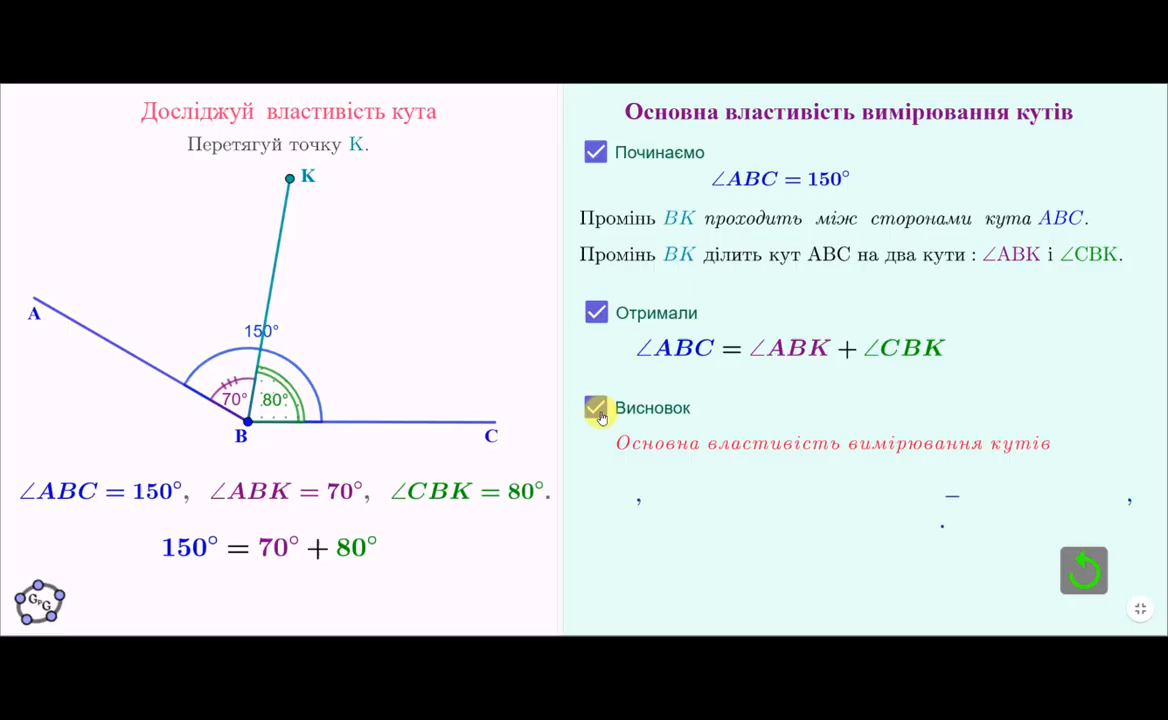 Досліджуй властивість кута
Перетягуй точку K.
K
A
150°
70°
80°
B
C
∠ABC = 150°, ∠ABK = 70°, ∠CBK = 80°.
150° = 70° + 80°
GeG
Основна властивість вимірювання кутів
Починаємо
∠ABC = 150°
Промінь BK проходить між сторонами кута ABC.
Промінь BK ділить кут ABC на два кути : ∠ABK і ∠CBK.
Отримали
∠ABC = ∠ABK + ∠CBK
Висновок
Основна властивість вимірювання кутів
, – ,
.